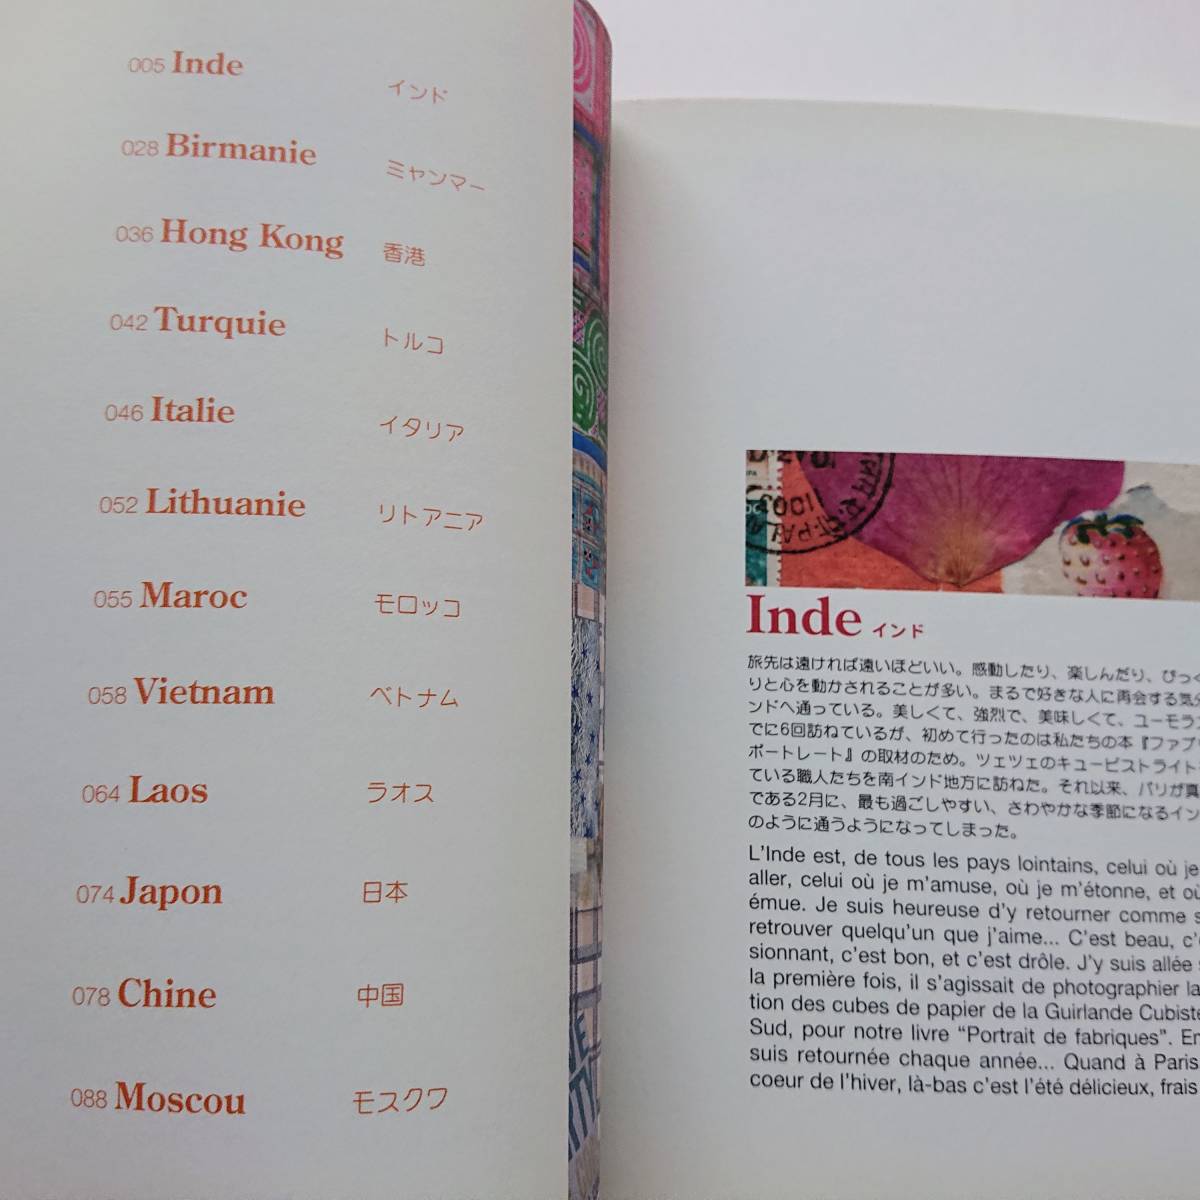 005 Inde インド
028 Birmanie ミャンマー
036 Hong Kong 香港
042 Turquie トルコ
046 Italie イタリア
052 Lithuanie リトアニア
055 Maroc モロッコ
058 Vietnam ベトナム
064 Laos ラオス
074 Japon 日本
078 Chine 中国
088 Moscou モスクワ
Inde インド
旅先は遠ければ遠いほどいい。感動したり、楽しんだり、びっく
りと心を動かされることが多い。まるで好きな人に再会する気分
ンドへ通っている。美しくて、強烈で、美味しくて、ユーモラス
でに6回訪ねているが、初めて行ったのは私たちの本『ファブリ
ポートレート』の取材のため。ツェツェのキュービストライト
ている職人たちを南インド地方に訪ねた。それ以来、パリが真
である2月に、最も過ごしやすい、さわやかな季節になるイン
のように通うようになってしまった。
L'Inde est, de tous les pays lointains, celui où je
aller, celui où je m'amuse, où je m'étonne, et où
émue. Je suis heureuse d'y retourner comme s
retrouver quelqu'un que j'aime... C'est beau, c'
sionnant, c'est bon, et c'est drôle. J'y suis allée
la première fois, il s'agissait de photographier la
tion des cubes de papier de la Guirlande Cubiste
Sud, pour notre livre “Portrait de fabriques”. En
suis retournée chaque année... Quand à Paris
coeur de l'hiver, là-bas c'est l'été délicieux, frais